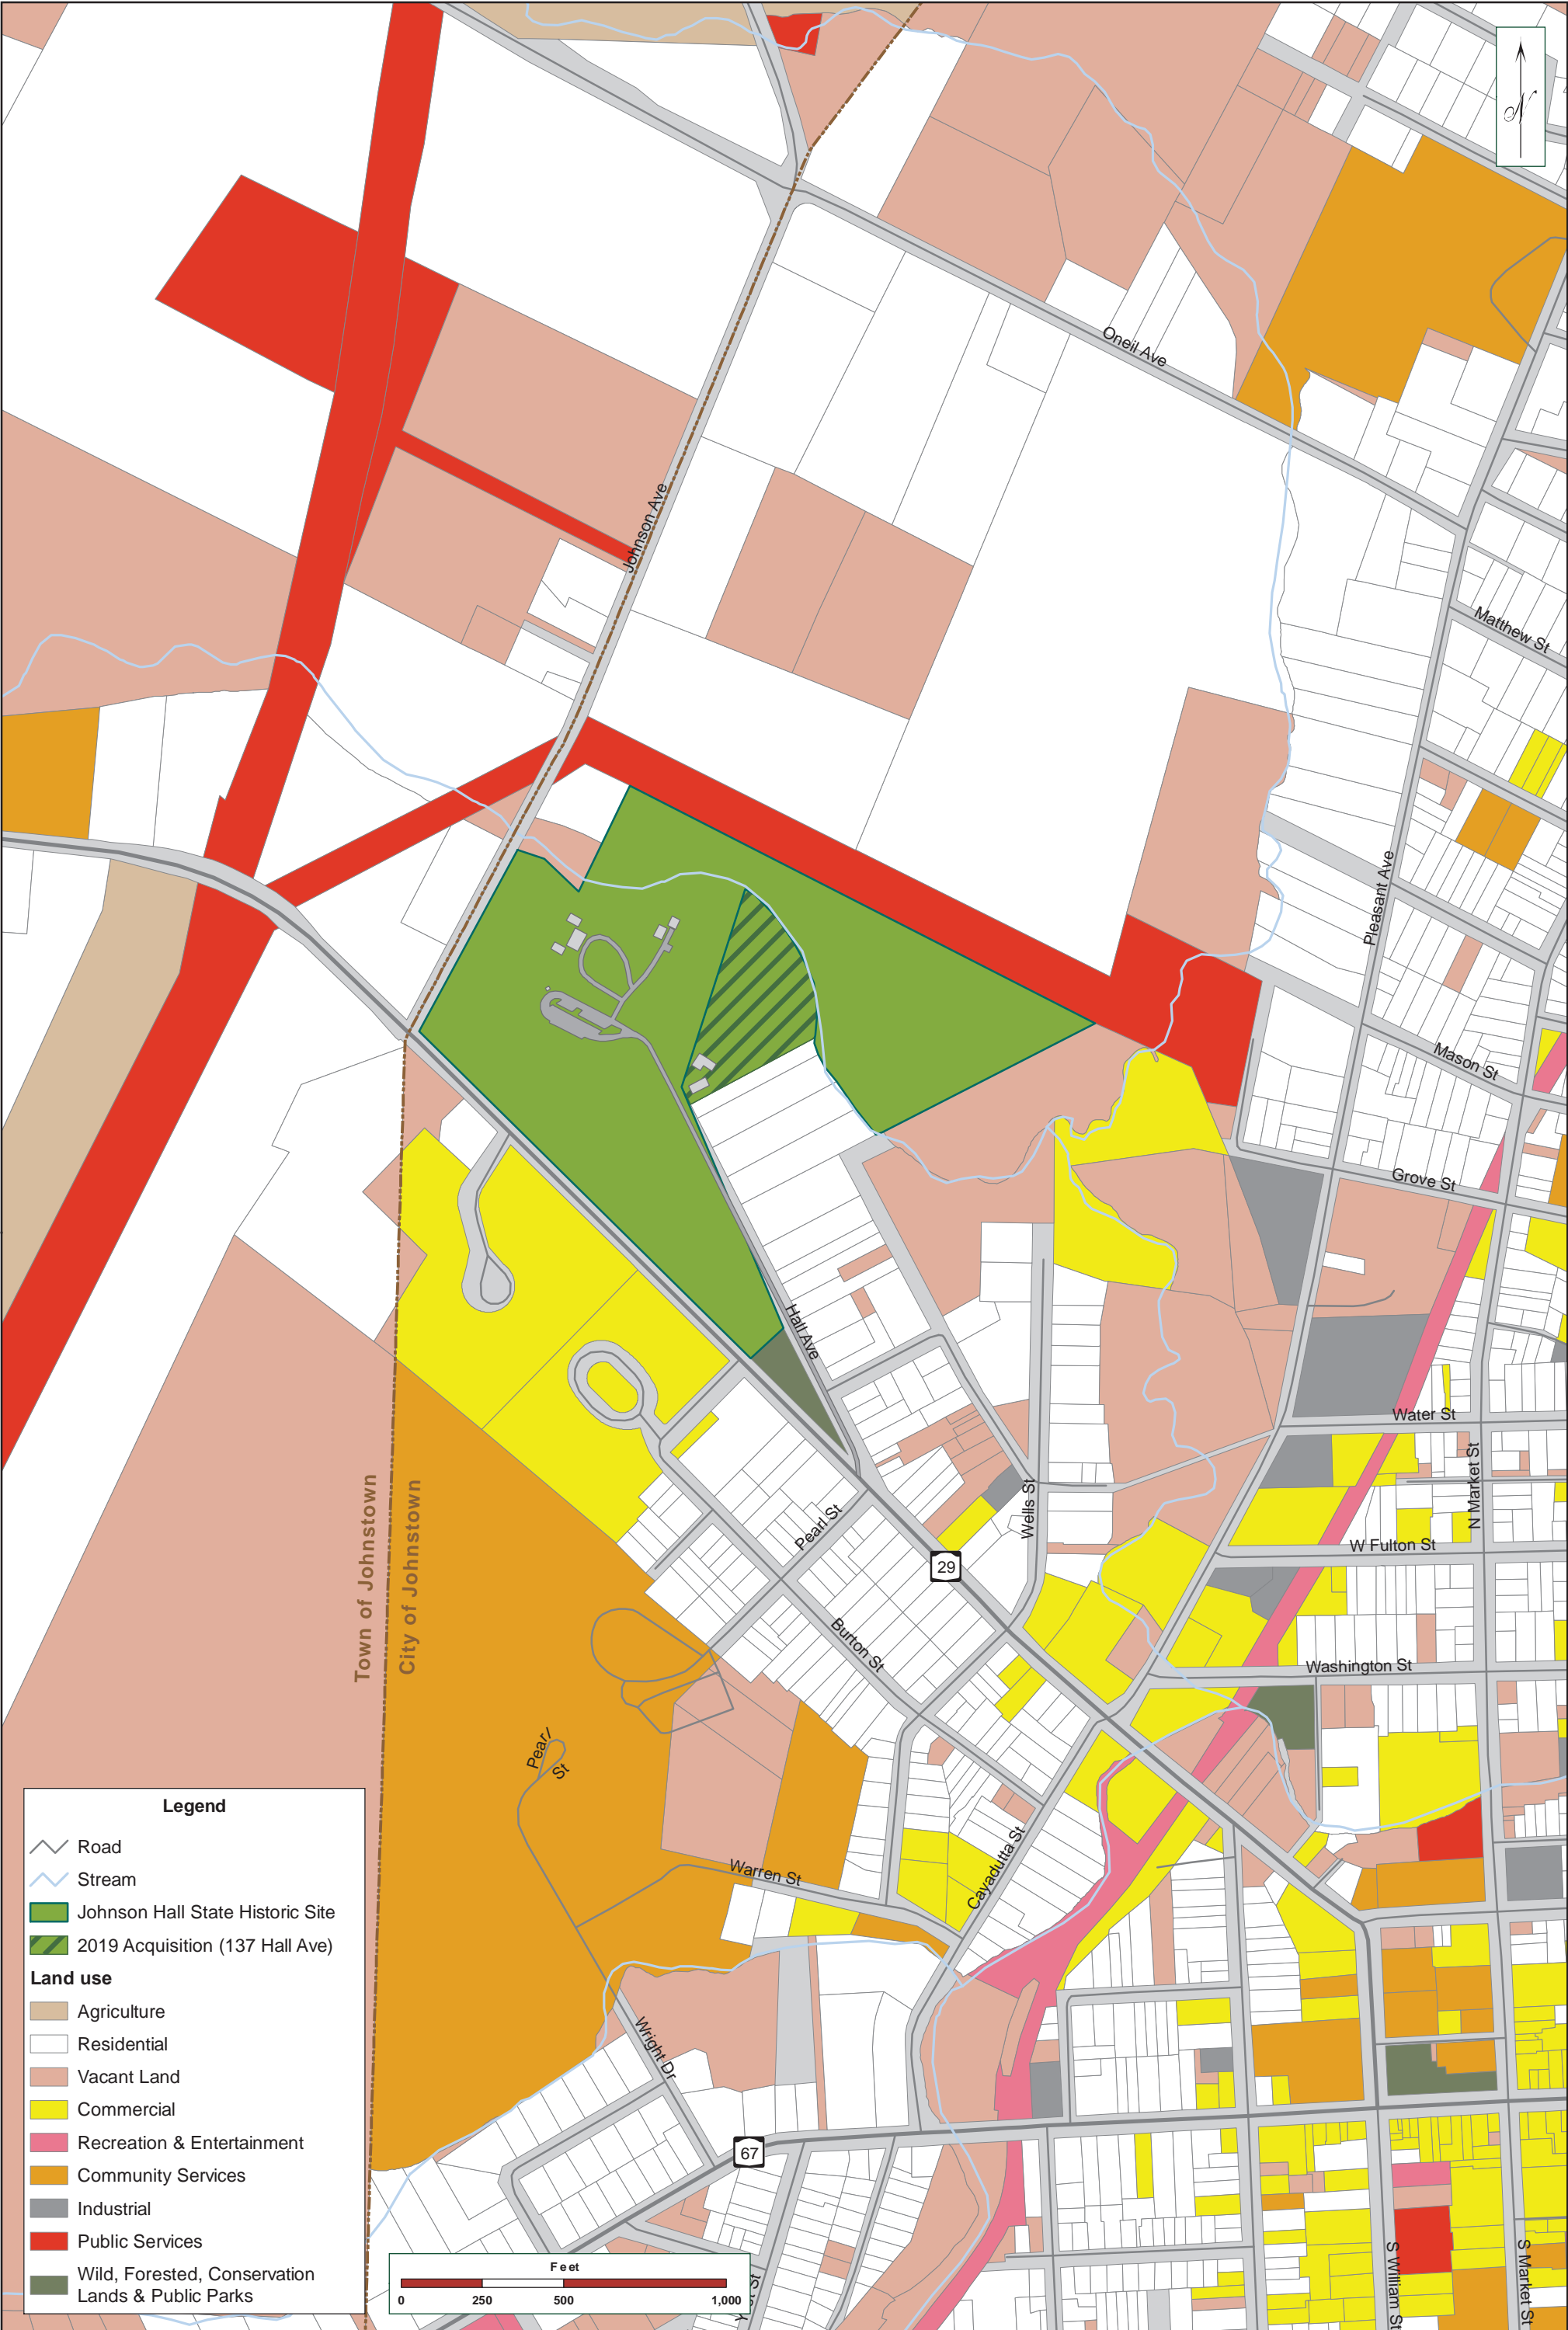 N
Oneil Ave
Johnson Ave
Matthew St
Pleasant Ave
Mason St
Grove St
Hall Ave
Water St
N Market St
Wells St
Pearl St
W Fulton St
29
Town of Johnstown
City of Johnstown
Burton St
Washington St
Pearl
St
Warren St
Cayadutta St
Wright Dr
67
S William St
S Market St
Legend
Road
Stream
Johnson Hall State Historic Site
2019 Acquisition (137 Hall Ave)
Land use
Agriculture
Residential
Vacant Land
Commercial
Recreation & Entertainment
Community Services
Industrial
Public Services
Wild, Forested, Conservation
Lands & Public Parks
Feet
0 250 500 1,000